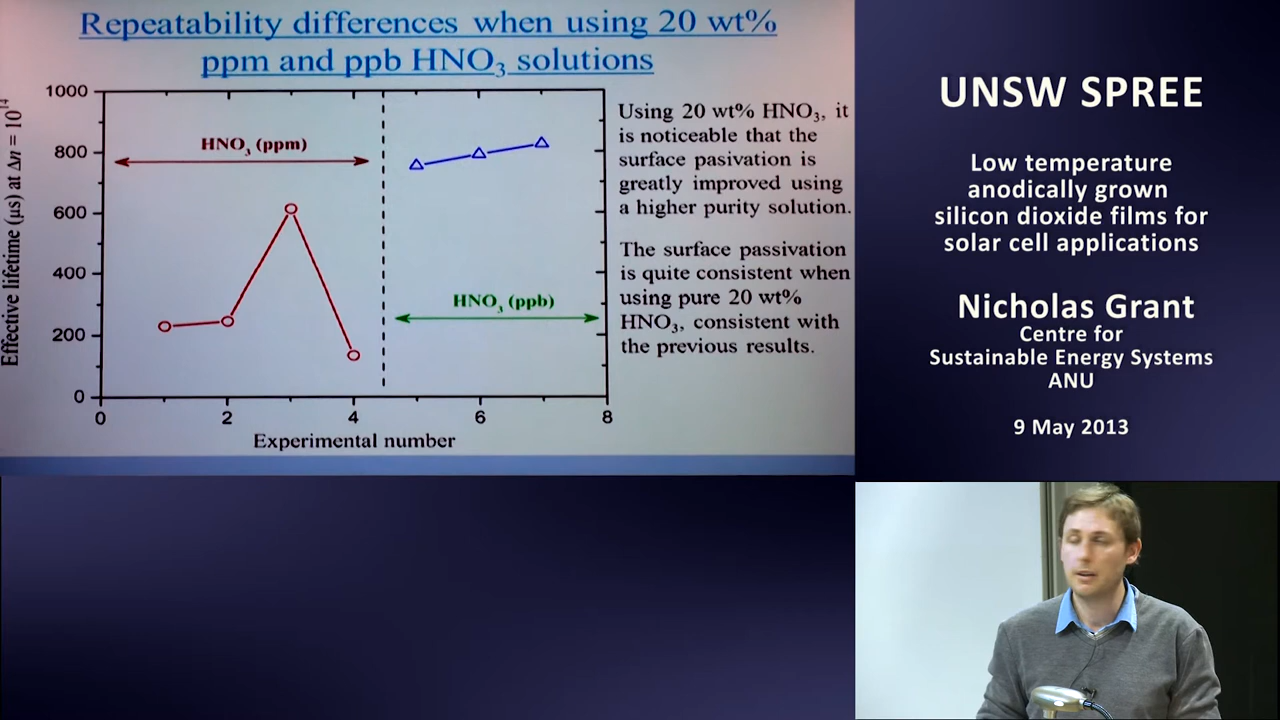 Repeatability differences when using 20 wt%
ppm and ppb HNO₃ solutions
Effective lifetime (µs) at Δn = 10¹⁴
1000
800
600
400
200
0
0
2
4
6
8
Experimental number
HNO₃ (ppm)
HNO₃ (ppb)
Using 20 wt% HNO₃, it
is noticeable that the
surface pasivation is
greatly improved using
a higher purity solution.
The surface passivation
is quite consistent when
using pure 20 wt%
HNO₃, consistent with
the previous results.
UNSW SPREE
Low temperature
anodically grown
silicon dioxide films for
solar cell applications
Nicholas Grant
Centre for
Sustainable Energy Systems
ANU
9 May 2013